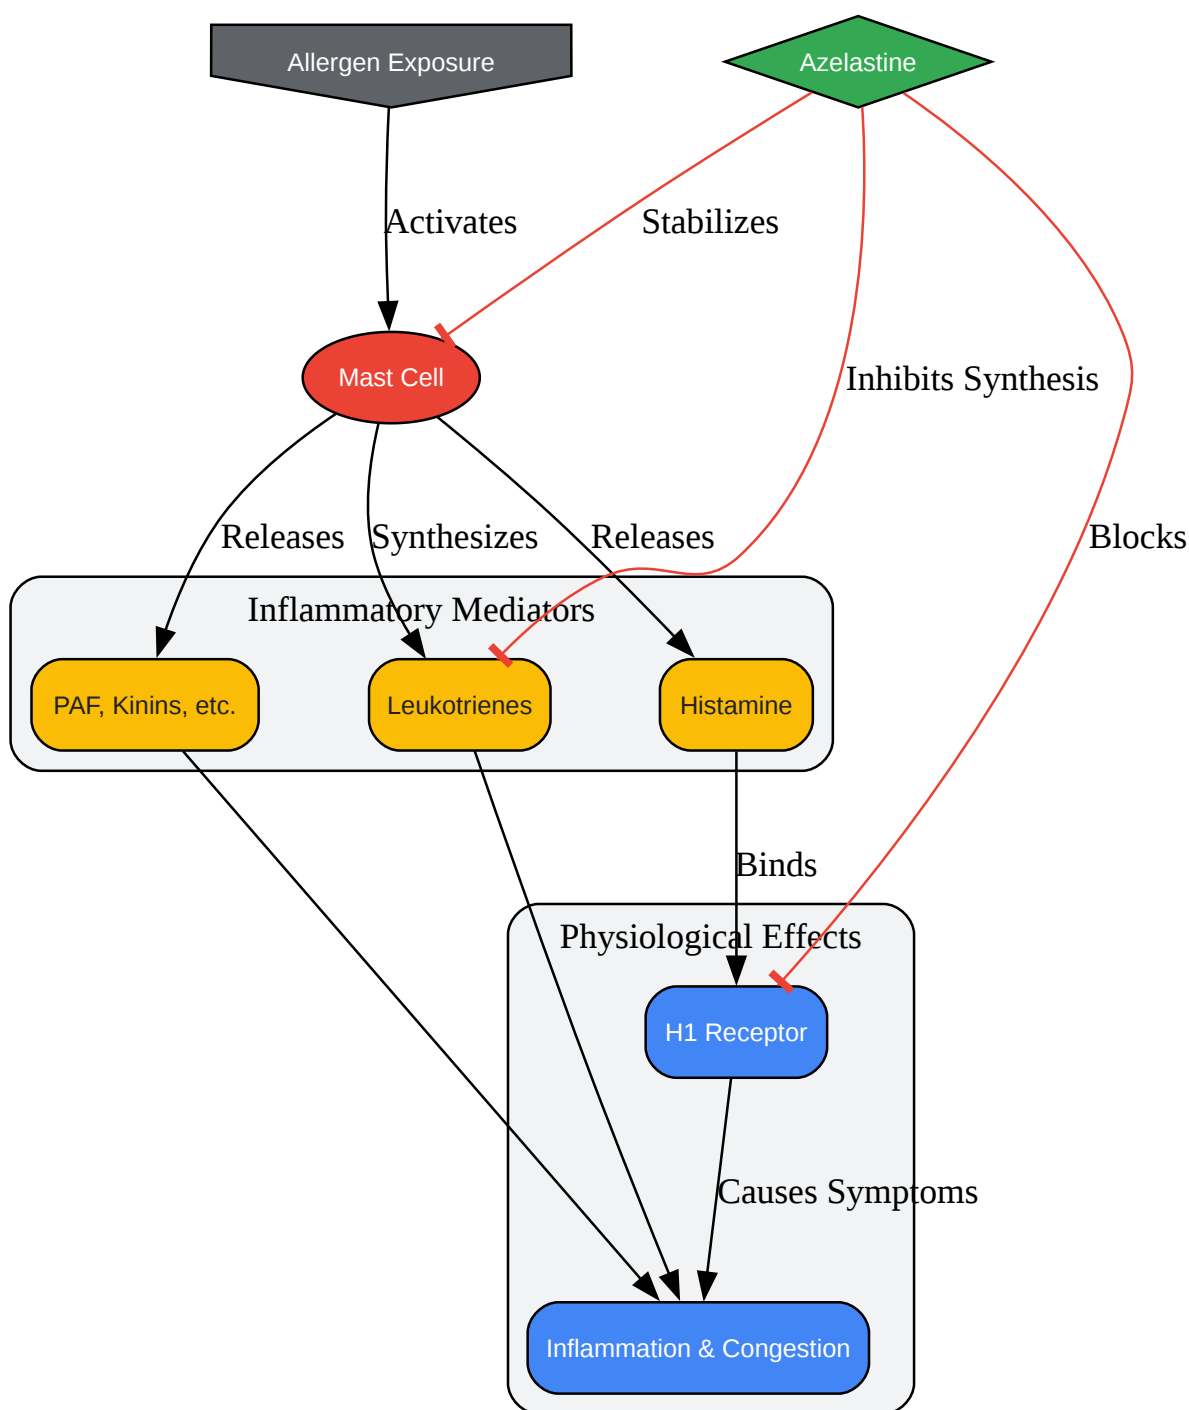 Allergen Exposure
Azelastine
Activates
Stabilizes
Mast Cell
Inhibits Synthesis
Releases
Synthesizes
Releases
Blocks
Inflammatory Mediators
PAF, Kinins, etc.
Leukotrienes
Histamine
Binds
Physiological Effects
H1 Receptor
Causes Symptoms
Inflammation & Congestion